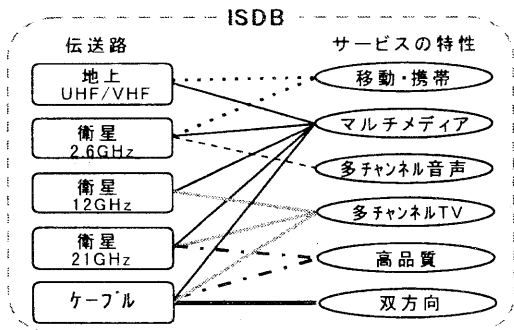 ISDB
伝送路
サービスの特性
地上
UHF/VHF
衛星
2.6GHz
衛星
12GHz
衛星
21GHz
ケーブル
移動・携帯
マルチメディア
多チャンネル音声
多チャンネルTV
高品質
双方向